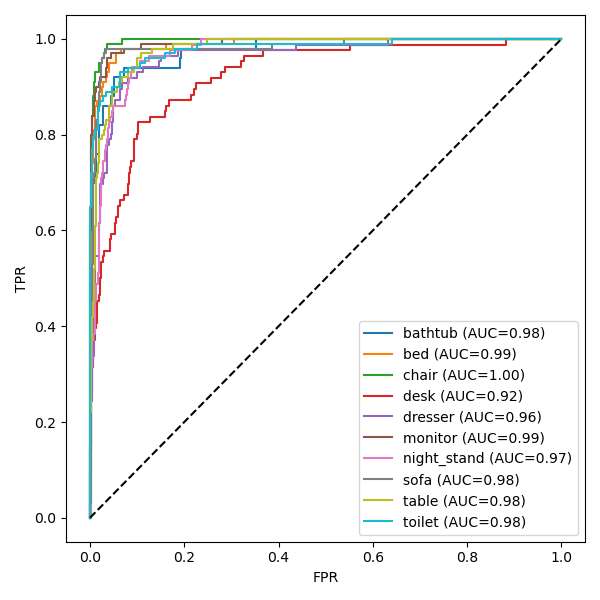 1.0
0.8
0.6
0.4
0.2
0.0
TPR
0.0 0.2 0.4 0.6 0.8 1.0
FPR
bathtub (AUC=0.98)
bed (AUC=0.99)
chair (AUC=1.00)
desk (AUC=0.92)
dresser (AUC=0.96)
monitor (AUC=0.99)
night_stand (AUC=0.97)
sofa (AUC=0.98)
table (AUC=0.98)
toilet (AUC=0.98)